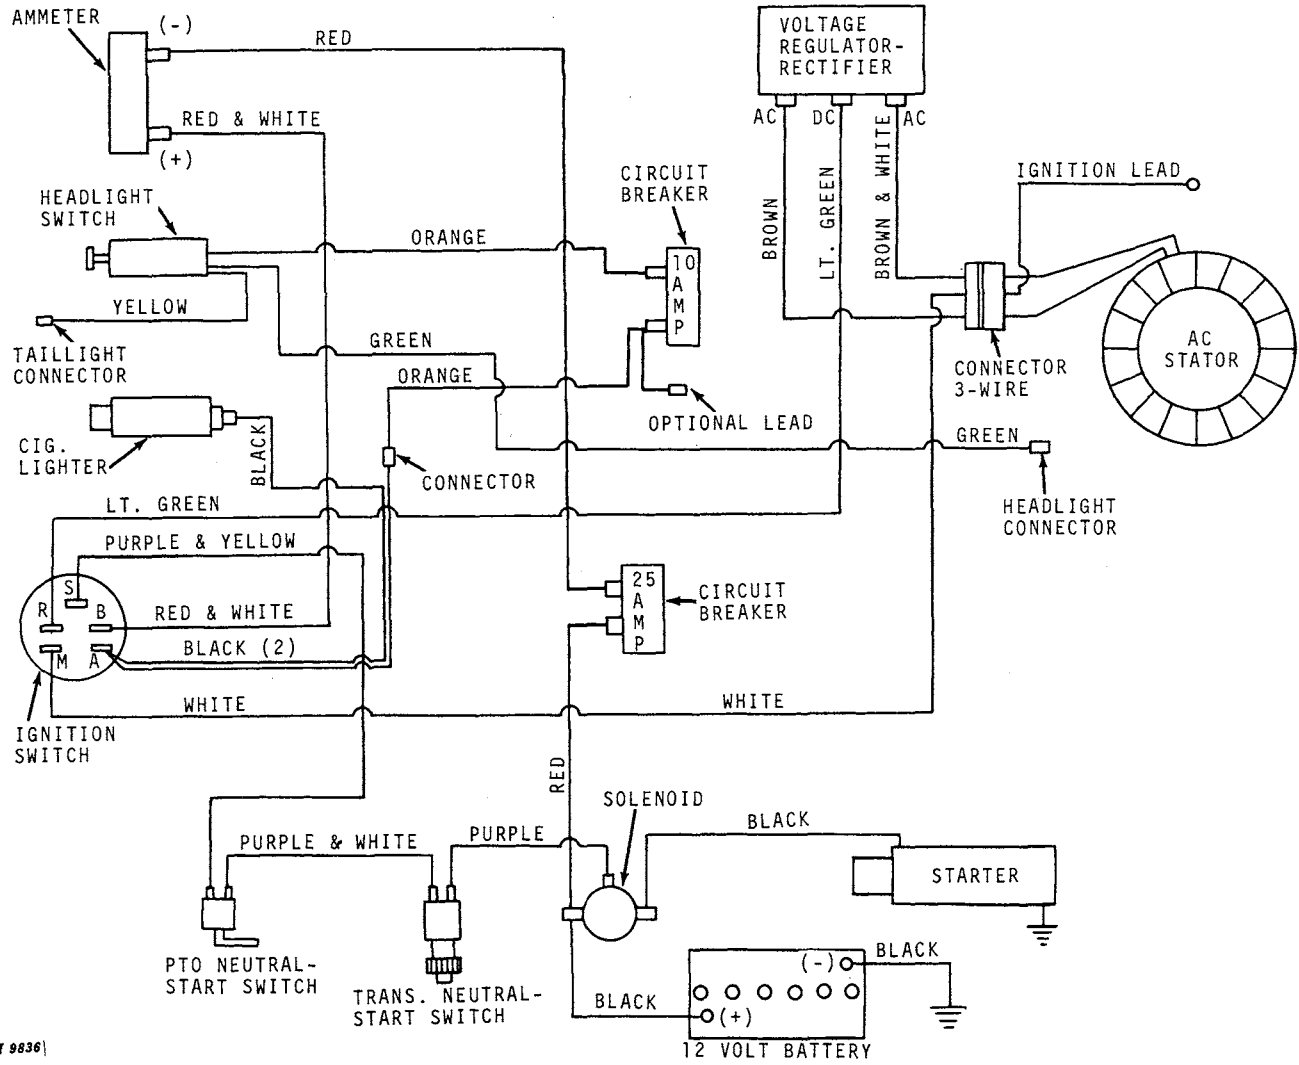 AMMETER
(-)
RED
RED & WHITE
(+)
VOLTAGE
REGULATOR-
RECTIFIER
AC
DC
AC
BROWN
LT. GREEN
BROWN & WHITE
IGNITION LEAD
HEADLIGHT
SWITCH
CIRCUIT
BREAKER
ORANGE
10
A
M
P
YELLOW
TAILLIGHT
CONNECTOR
GREEN
ORANGE
OPTIONAL LEAD
AC
STATOR
CONNECTOR
3-WIRE
CIG.
LIGHTER
BLACK
CONNECTOR
GREEN
HEADLIGHT
CONNECTOR
LT. GREEN
PURPLE & YELLOW
S
R
B
M
A
RED & WHITE
BLACK (2)
25
A
M
P
CIRCUIT
BREAKER
WHITE
WHITE
IGNITION
SWITCH
RED
SOLENOID
PURPLE & WHITE
PURPLE
BLACK
STARTER
PTO NEUTRAL-
START SWITCH
TRANS. NEUTRAL-
START SWITCH
BLACK
(-)
BLACK
(+)
12 VOLT BATTERY
9836